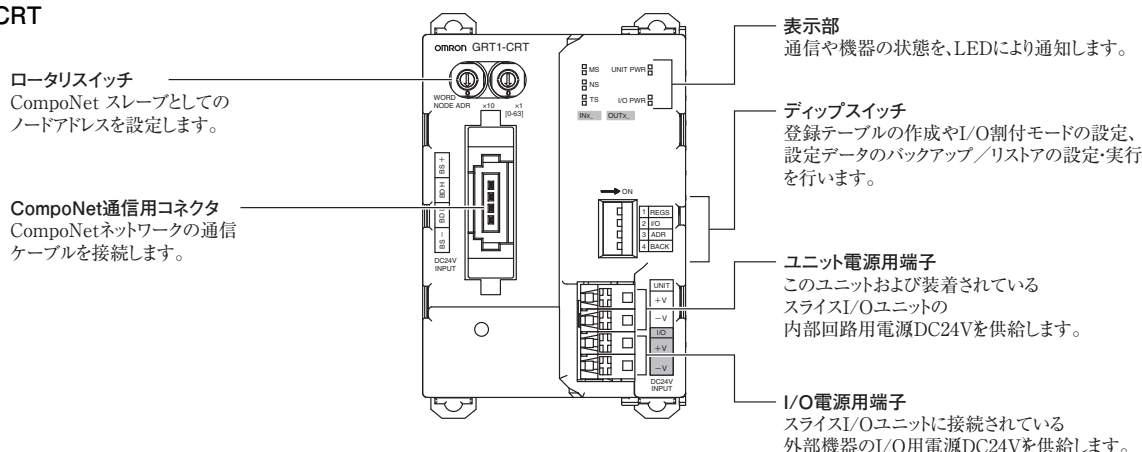 CRT
ロータリスイッチ
CompoNet スレーブとしての
ノードアドレスを設定します。
CompoNet通信用コネクタ
CompoNetネットワークの通信
ケーブルを接続します。
OMRON GRT1-CRT
WORD
NODE ADR ×10 ×1
[0-63]
BS+
BD H
BD L
BS−
DC24V
INPUT
MS UNIT PWR
NS
TS I/O PWR
INx_ OUTx_
ON
1 REGS
2 I/O
3 ADR
4 BACK
UNIT
+V
−V
I/O
+V
−V
DC24V
INPUT
表示部
通信や機器の状態を、LEDにより通知します。
ディップスイッチ
登録テーブルの作成やI/O割付モードの設定、
設定データのバックアップ／リストアの設定・実行
を行います。
ユニット電源用端子
このユニットおよび装着されている
スライスI/Oユニットの
内部回路用電源DC24Vを供給します。
I/O電源用端子
スライスI/Oユニットに接続されている
外部機器のI/O用電源DC24Vを供給します。